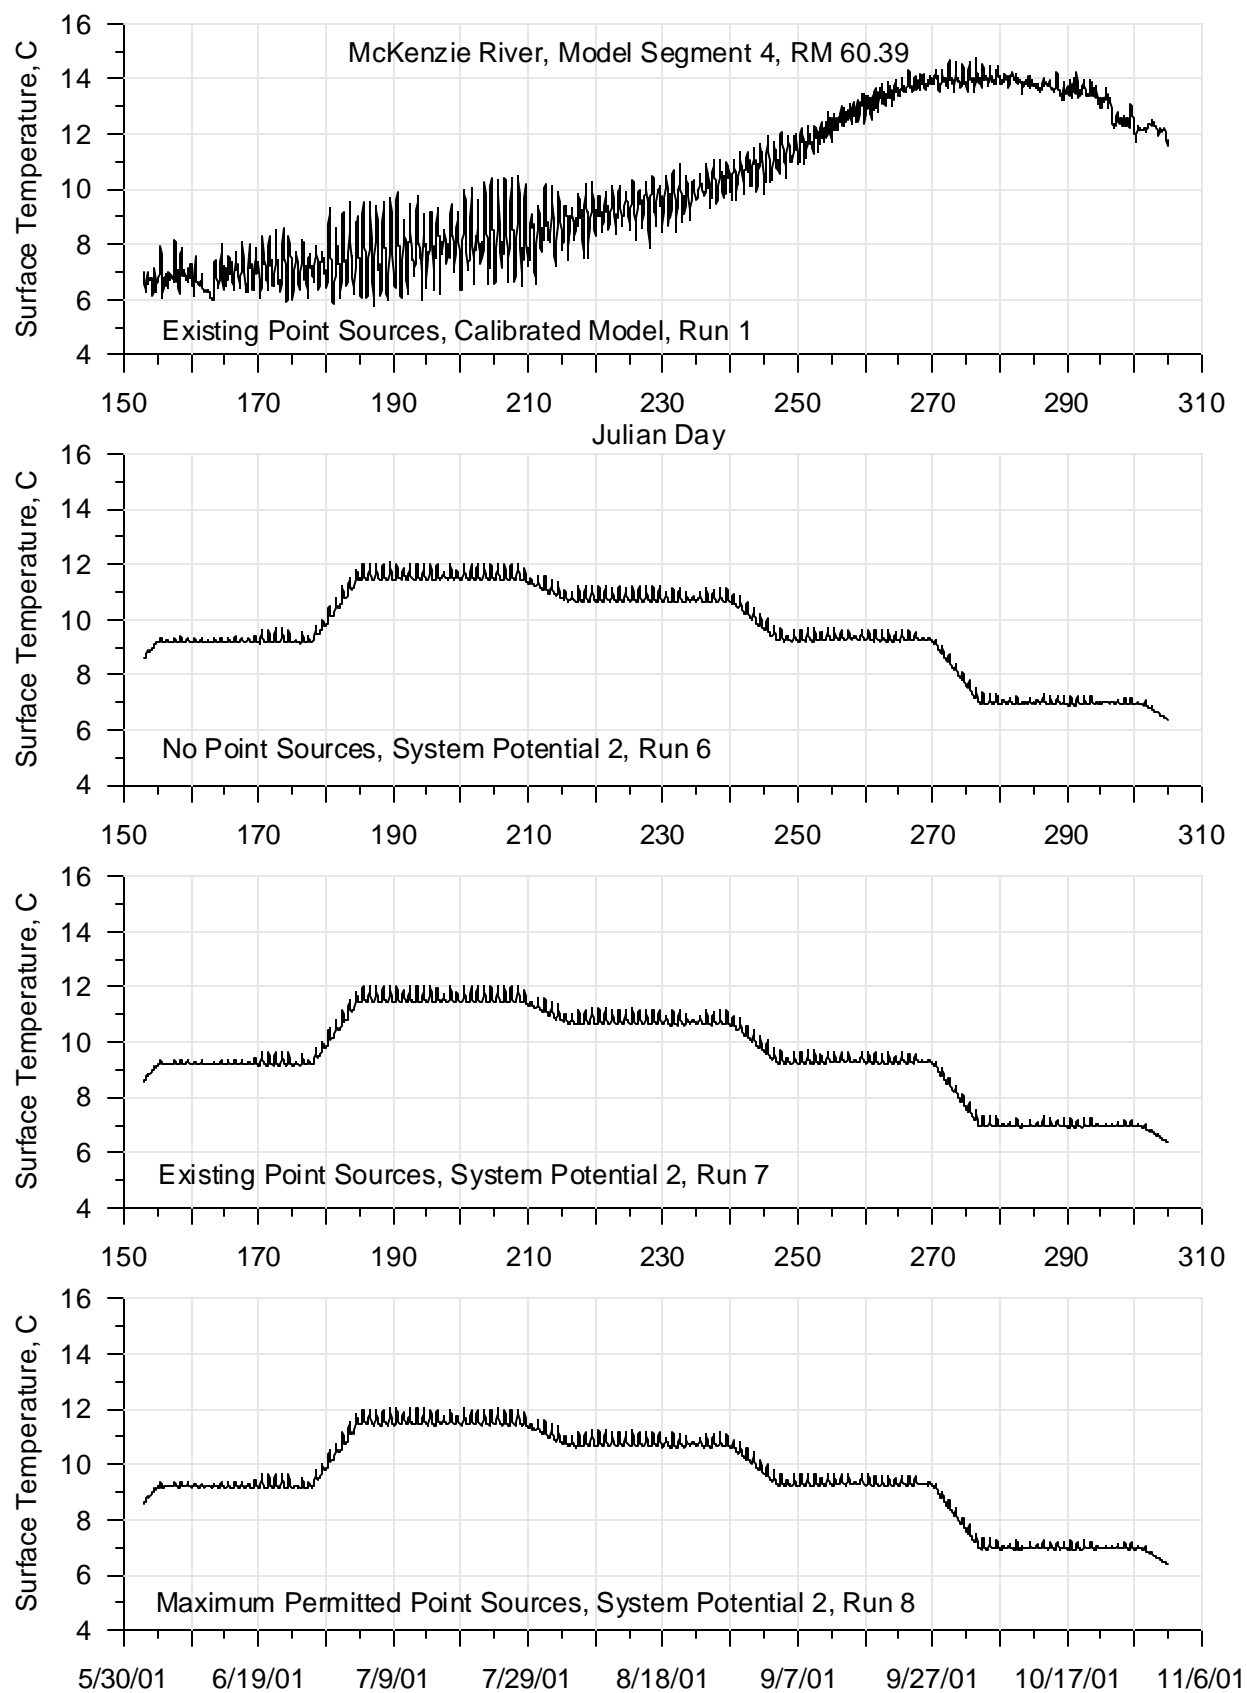 McKenzie River, Model Segment 4, RM 60.39
Surface Temperature, C
16
14
12
10
8
6
4
Existing Point Sources, Calibrated Model, Run 1
150 170 190 210 230 250 270 290 310
Julian Day
Surface Temperature, C
16
14
12
10
8
6
4
No Point Sources, System Potential 2, Run 6
150 170 190 210 230 250 270 290 310
Surface Temperature, C
16
14
12
10
8
6
4
Existing Point Sources, System Potential 2, Run 7
150 170 190 210 230 250 270 290 310
Surface Temperature, C
16
14
12
10
8
6
4
Maximum Permitted Point Sources, System Potential 2, Run 8
5/30/01 6/19/01 7/9/01 7/29/01 8/18/01 9/7/01 9/27/01 10/17/01 11/6/01